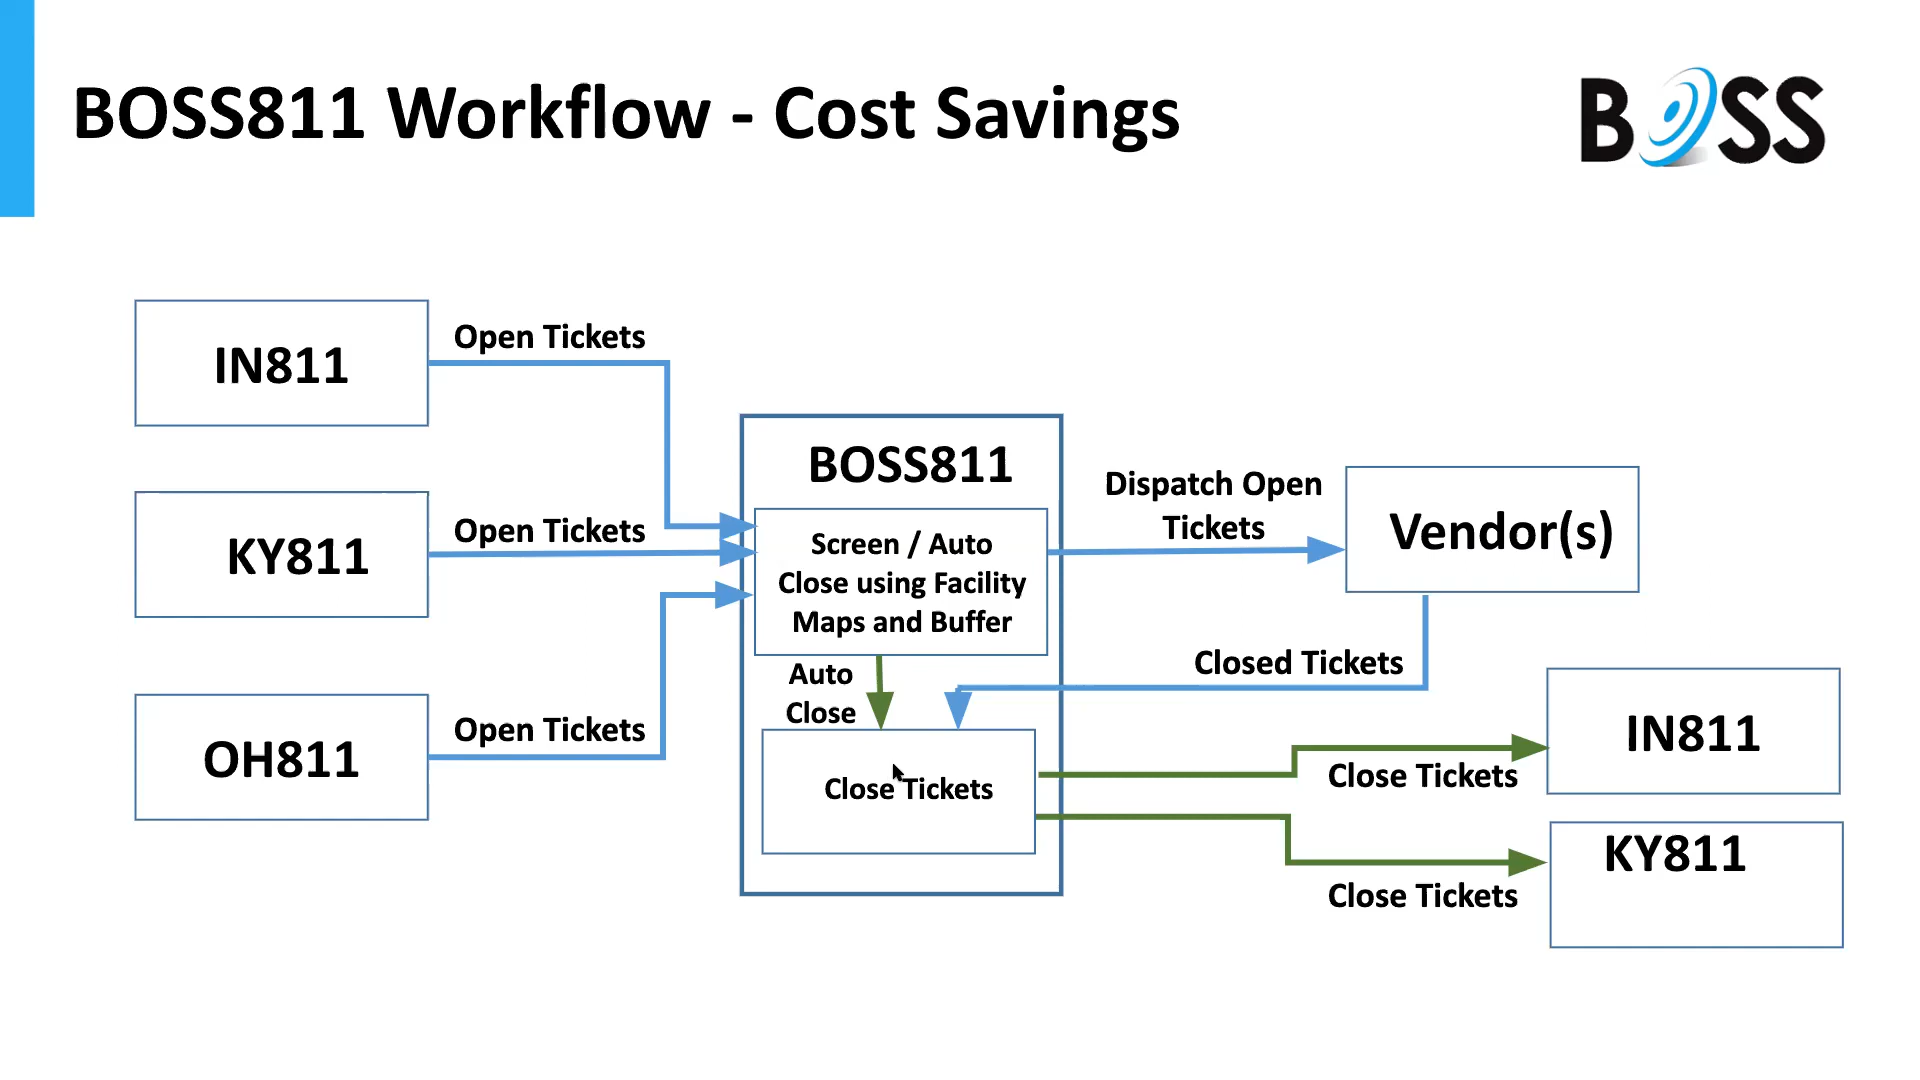 BOSS811 Workflow - Cost Savings
BOSS
IN811
Open Tickets
KY811
Open Tickets
OH811
Open Tickets
BOSS811
Screen / Auto
Close using Facility
Maps and Buffer
Auto
Close
Close Tickets
Dispatch Open
Tickets
Vendor(s)
Closed Tickets
IN811
Close Tickets
KY811
Close Tickets